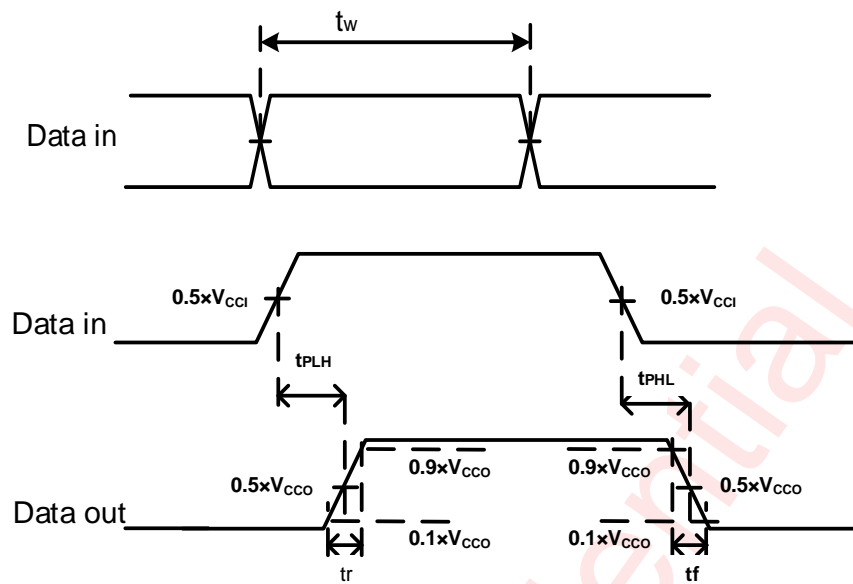 tw
Data in
0.5×VCCI 0.5×VCCI
Data in
tPLH tPHL
0.9×VCCO 0.9×VCCO
0.5×VCCO 0.5×VCCO
Data out
0.1×VCCO 0.1×VCCO
tr tf